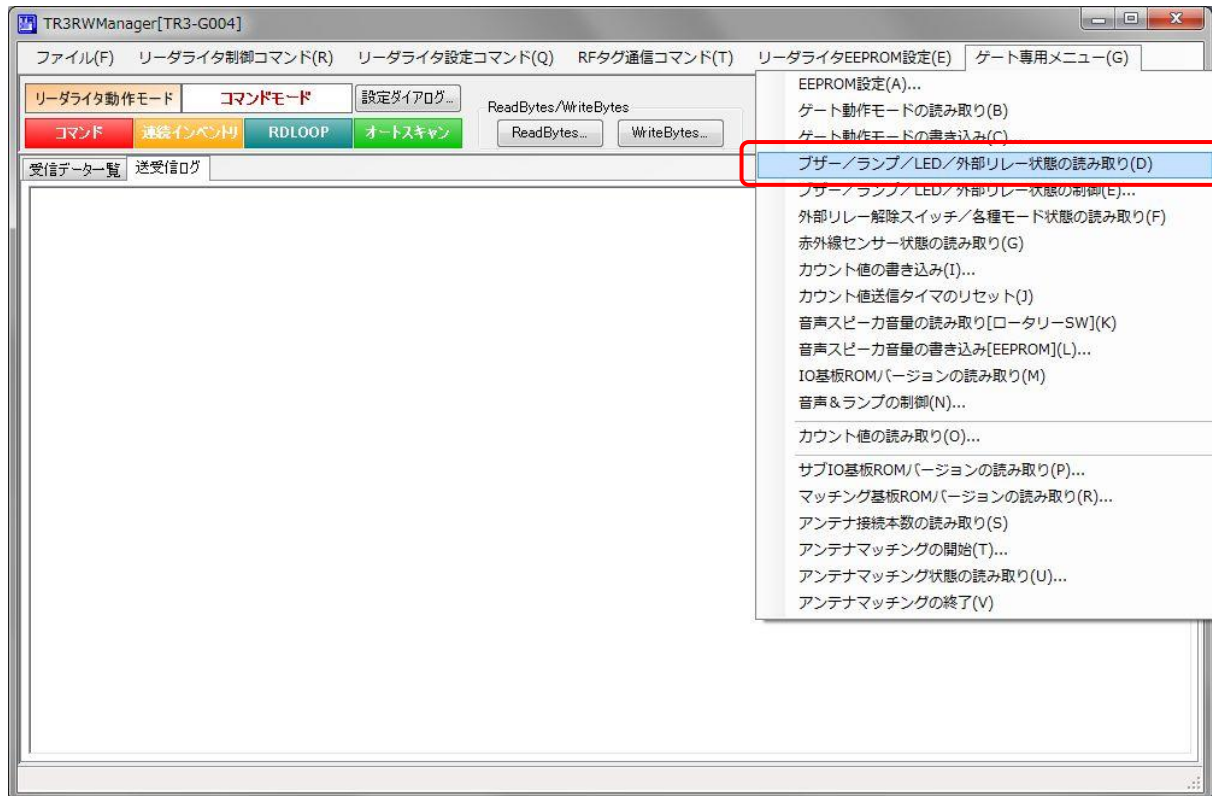 TR3RWManager[TR3-G004]
ファイル(F) リーダライタ制御コマンド(R) リーダライタ設定コマンド(Q) RFタグ通信コマンド(T) リーダライタEEPROM設定(E) ゲート専用メニュー(G)
リーダライタ動作モード コマンドモード 設定ダイアログ... ReadBytes/WriteBytes
コマンド 連続インベントリ RDLOOP オートスキャン ReadBytes... WriteBytes...
受信データ一覧 送受信ログ
EEPROM設定(A)...
ゲート動作モードの読み取り(B)
ゲート動作モードの書き込み(C)...
ブザー／ランプ／LED／外部リレー状態の読み取り(D)
ブザー／ランプ／LED／外部リレー状態の制御(E)...
外部リレー解除スイッチ／各種モード状態の読み取り(F)
赤外線センサー状態の読み取り(G)
カウント値の書き込み(I)...
カウント値送信タイマのリセット(J)
音声スピーカ音量の読み取り[ロータリーSW](K)
音声スピーカ音量の書き込み[EEPROM](L)...
IO基板ROMバージョンの読み取り(M)
音声＆ランプの制御(N)...
カウント値の読み取り(O)...
サブIO基板ROMバージョンの読み取り(P)...
マッチング基板ROMバージョンの読み取り(R)...
アンテナ接続本数の読み取り(S)
アンテナマッチングの開始(T)...
アンテナマッチング状態の読み取り(U)...
アンテナマッチングの終了(V)